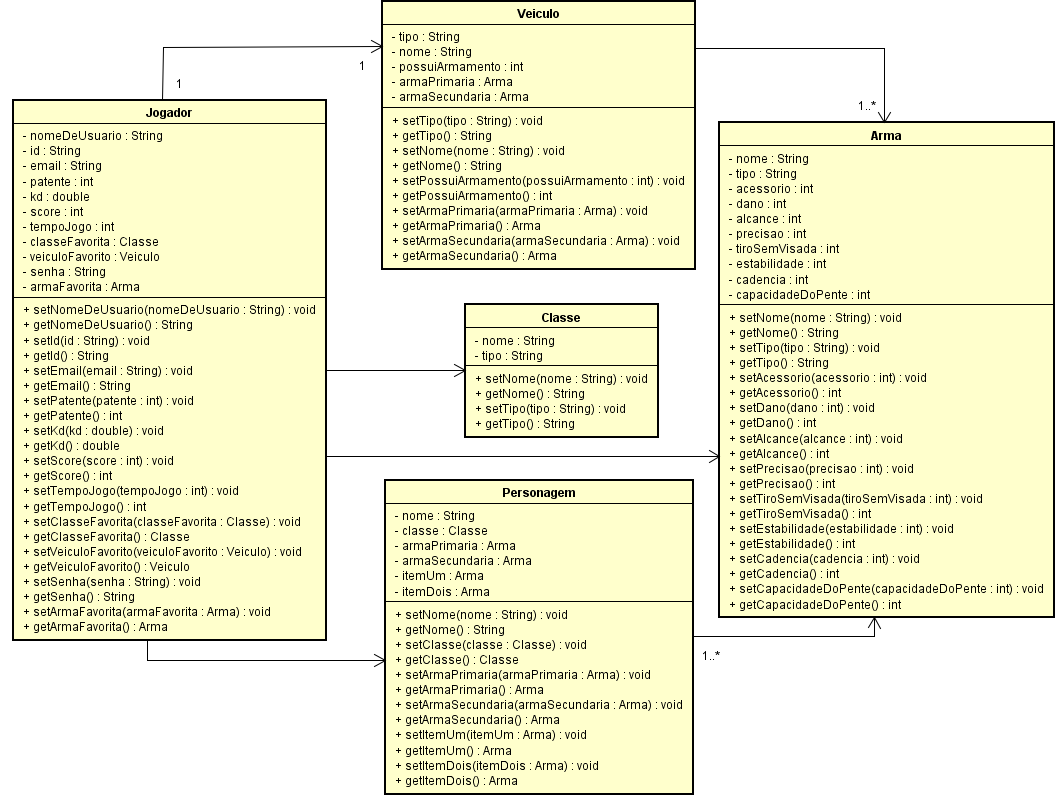 Veiculo
- tipo : String
- nome : String
- possuiArmamento : int
- armaPrimaria : Arma
- armaSecundaria : Arma
+ setTipo(tipo : String) : void
+ getTipo() : String
+ setNome(nome : String) : void
+ getNome() : String
+ setPossuiArmamento(possuiArmamento : int) : void
+ getPossuiArmamento() : int
+ setArmaPrimaria(armaPrimaria : Arma) : void
+ getArmaPrimaria() : Arma
+ setArmaSecundaria(armaSecundaria : Arma) : void
+ getArmaSecundaria() : Arma
1
1
1..*
Jogador
- nomeDeUsuario : String
- id : String
- email : String
- patente : int
- kd : double
- score : int
- tempoJogo : int
- classeFavorita : Classe
- veiculoFavorito : Veiculo
- senha : String
- armaFavorita : Arma
+ setNomeDeUsuario(nomeDeUsuario : String) : void
+ getNomeDeUsuario() : String
+ setId(id : String) : void
+ getId() : String
+ setEmail(email : String) : void
+ getEmail() : String
+ setPatente(patente : int) : void
+ getPatente() : int
+ setKd(kd : double) : void
+ getKd() : double
+ setScore(score : int) : void
+ getScore() : int
+ setTempoJogo(tempoJogo : int) : void
+ getTempoJogo() : int
+ setClasseFavorita(classeFavorita : Classe) : void
+ getClasseFavorita() : Classe
+ setVeiculoFavorito(veiculoFavorito : Veiculo) : void
+ getVeiculoFavorito() : Veiculo
+ setSenha(senha : String) : void
+ getSenha() : String
+ setArmaFavorita(armaFavorita : Arma) : void
+ getArmaFavorita() : Arma
Classe
- nome : String
- tipo : String
+ setNome(nome : String) : void
+ getNome() : String
+ setTipo(tipo : String) : void
+ getTipo() : String
Arma
- nome : String
- tipo : String
- acessorio : int
- dano : int
- alcance : int
- precisao : int
- tiroSemVisada : int
- estabilidade : int
- cadencia : int
- capacidadeDoPente : int
+ setNome(nome : String) : void
+ getNome() : String
+ setTipo(tipo : String) : void
+ getTipo() : String
+ setAcessorio(acessorio : int) : void
+ getAcessorio() : int
+ setDano(dano : int) : void
+ getDano() : int
+ setAlcance(alcance : int) : void
+ getAlcance() : int
+ setPrecisao(precisao : int) : void
+ getPrecisao() : int
+ setTiroSemVisada(tiroSemVisada : int) : void
+ getTiroSemVisada() : int
+ setEstabilidade(estabilidade : int) : void
+ getEstabilidade() : int
+ setCadencia(cadencia : int) : void
+ getCadencia() : int
+ setCapacidadeDoPente(capacidadeDoPente : int) : void
+ getCapacidadeDoPente() : int
Personagem
- nome : String
- classe : Classe
- armaPrimaria : Arma
- armaSecundaria : Arma
- itemUm : Arma
- itemDois : Arma
+ setNome(nome : String) : void
+ getNome() : String
+ setClasse(classe : Classe) : void
+ getClasse() : Classe
+ setArmaPrimaria(armaPrimaria : Arma) : void
+ getArmaPrimaria() : Arma
+ setArmaSecundaria(armaSecundaria : Arma) : void
+ getArmaSecundaria() : Arma
+ setItemUm(itemUm : Arma) : void
+ getItemUm() : Arma
+ setItemDois(itemDois : Arma) : void
+ getItemDois() : Arma
1..*